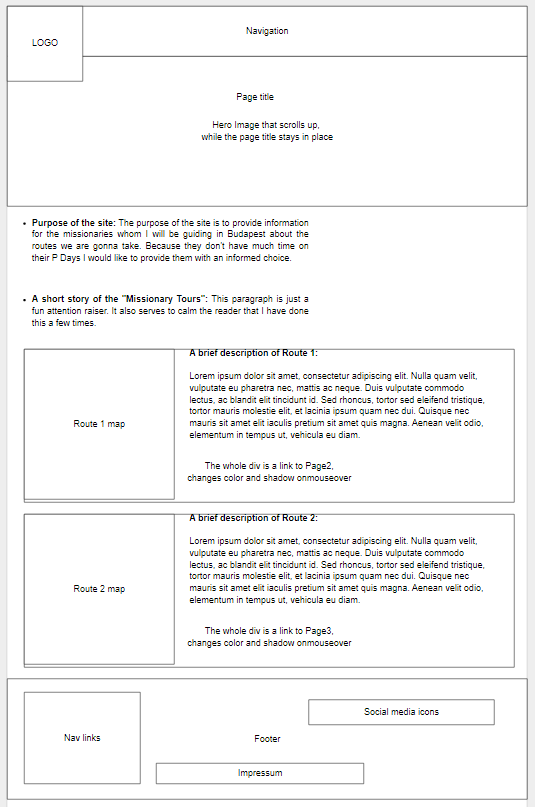 LOGO
Navigation
Page title
Hero Image that scrolls up,
while the page title stays in place
• Purpose of the site: The purpose of the site is to provide information
for the missionaries whom I will be guiding in Budapest about the
routes we are gonna take. Because they don't have much time on
their P Days I would like to provide them with an informed choice.
• A short story of the "Missionary Tours": This paragraph is just a
fun attention raiser. It also serves to calm the reader that I have done
this a few times.
Route 1 map
A brief description of Route 1:
Lorem ipsum dolor sit amet, consectetur adipiscing elit. Nulla quam velit,
vulputate eu pharetra nec, mattis ac neque. Duis vulputate commodo
lectus, ac blandit elit tincidunt id. Sed rhoncus, tortor sed eleifend tristique,
tortor mauris molestie elit, et lacinia ipsum quam nec dui. Quisque nec
mauris sit amet elit iaculis pretium sit amet quis magna. Aenean velit odio,
elementum in tempus ut, vehicula eu diam.
The whole div is a link to Page2,
changes color and shadow onmouseover
Route 2 map
A brief description of Route 2:
Lorem ipsum dolor sit amet, consectetur adipiscing elit. Nulla quam velit,
vulputate eu pharetra nec, mattis ac neque. Duis vulputate commodo
lectus, ac blandit elit tincidunt id. Sed rhoncus, tortor sed eleifend tristique,
tortor mauris molestie elit, et lacinia ipsum quam nec dui. Quisque nec
mauris sit amet elit iaculis pretium sit amet quis magna. Aenean velit odio,
elementum in tempus ut, vehicula eu diam.
The whole div is a link to Page3,
changes color and shadow onmouseover
Nav links
Social media icons
Footer
Impressum